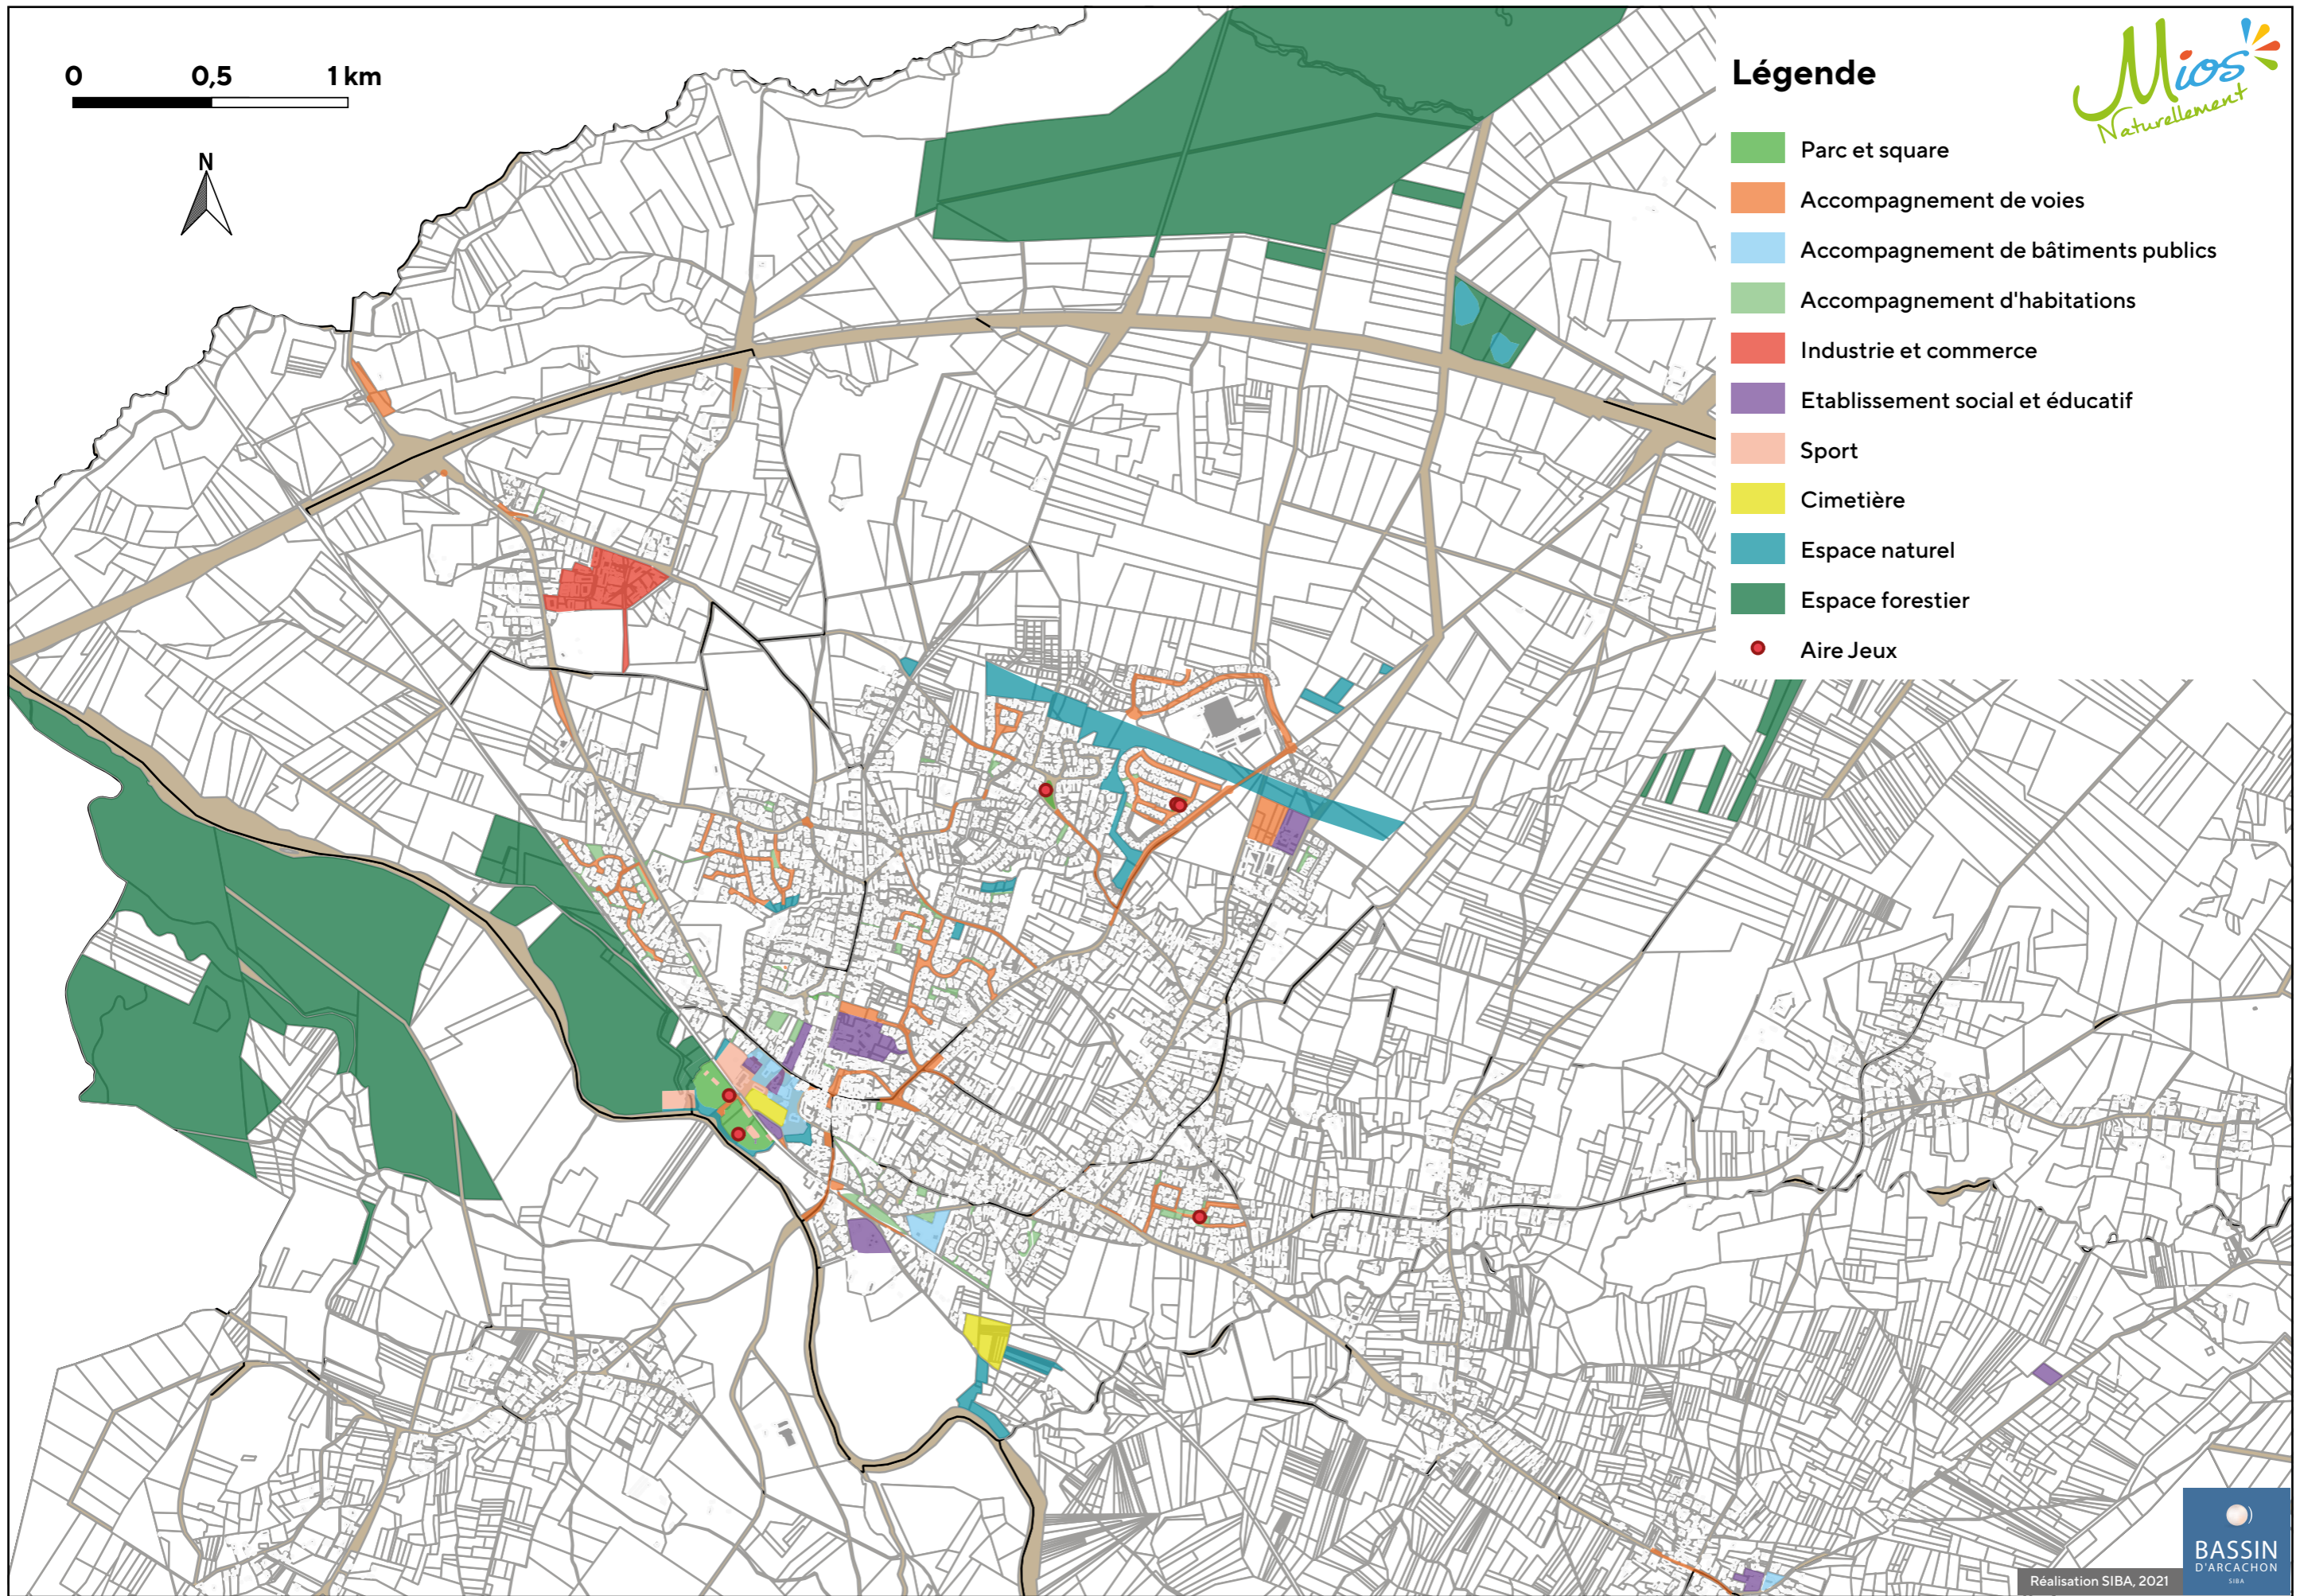 0 0,5 1 km
N
Légende
Mios
Naturellement
Parc et square
Accompagnement de voies
Accompagnement de bâtiments publics
Accompagnement d'habitations
Industrie et commerce
Etablissement social et éducatif
Sport
Cimetière
Espace naturel
Espace forestier
Aire Jeux
BASSIN
D'ARCACHON
SIBA
Réalisation SIBA, 2021